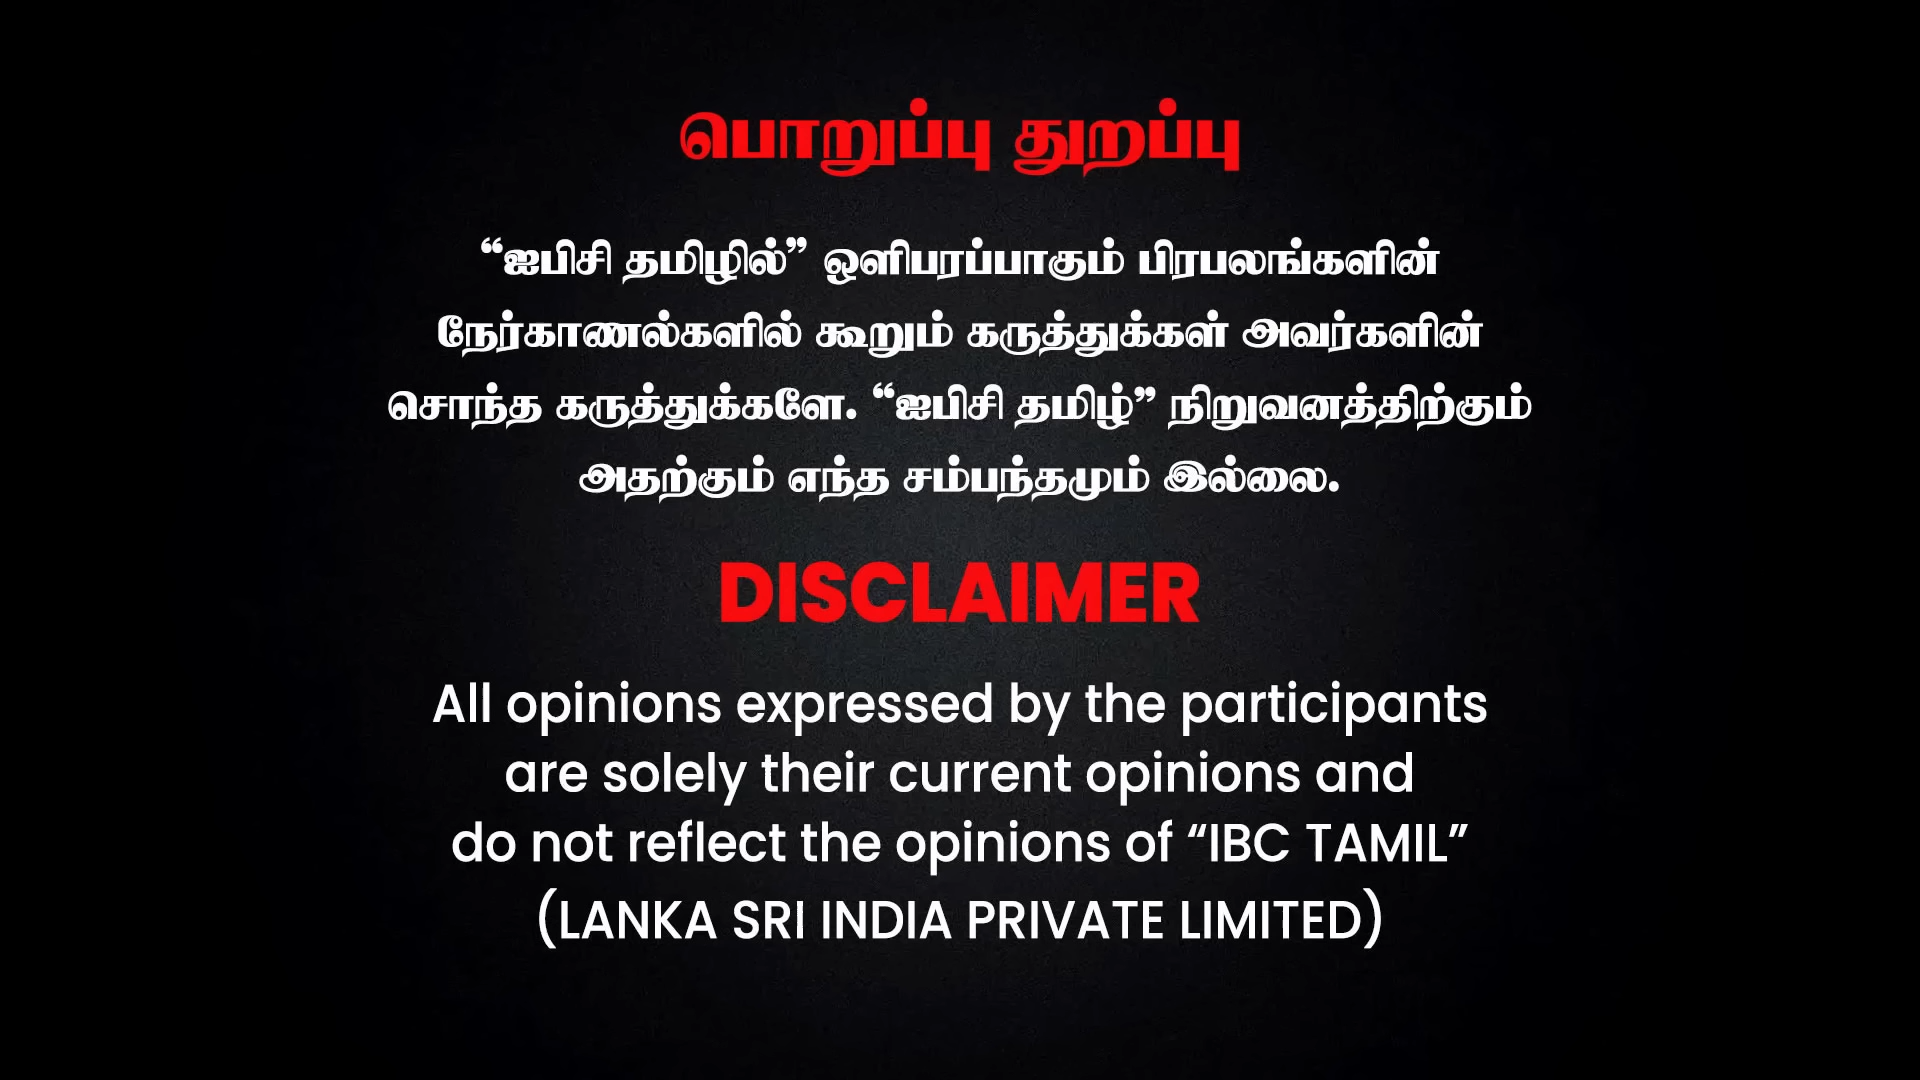 பொறுப்பு துறப்பு
“ஐபிசி தமிழில்” ஒளிபரப்பாகும் பிரபலங்களின்
நேர்காணல்களில் கூறும் கருத்துக்கள் அவர்களின்
சொந்த கருத்துக்களே. “ஐபிசி தமிழ்” நிறுவனத்திற்கும்
அதற்கும் எந்த சம்பந்தமும் இல்லை.
DISCLAIMER
All opinions expressed by the participants
are solely their current opinions and
do not reflect the opinions of “IBC TAMIL”
(LANKA SRI INDIA PRIVATE LIMITED)